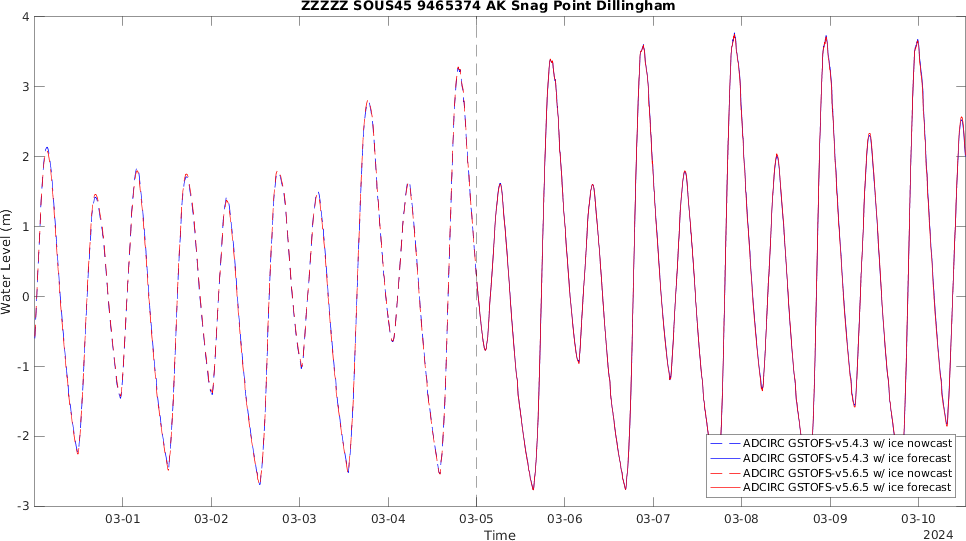 ZZZZZ SOUS45 9465374 AK Snag Point Dillingham
4
3
2
1
0
-1
-2
-3
Water Level (m)
ADCIRC GSTOFS-v5.4.3 w/ ice nowcast
ADCIRC GSTOFS-v5.4.3 w/ ice forecast
ADCIRC GSTOFS-v5.6.5 w/ ice nowcast
ADCIRC GSTOFS-v5.6.5 w/ ice forecast
03-01 03-02 03-03 03-04 03-05 03-06 03-07 03-08 03-09 03-10
Time
2024